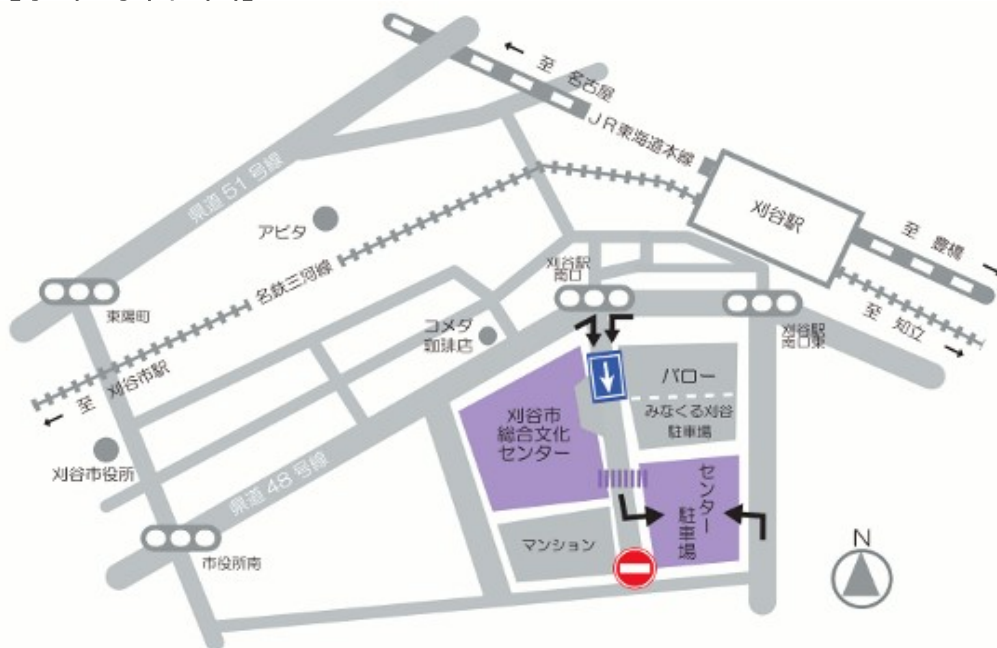 至 名古屋
JR東海道本線
刈谷駅
至 豊橋
至 知立
県道51号線
アピタ
名鉄三河線
東陽町
至 刈谷市駅
刈谷市役所
コメダ
珈琲店
刈谷駅
南口
刈谷駅
南口東
県道48号線
市役所南
刈谷市
総合文化
センター
バロー
みなくる刈谷
駐車場
センター
駐車場
マンション
N